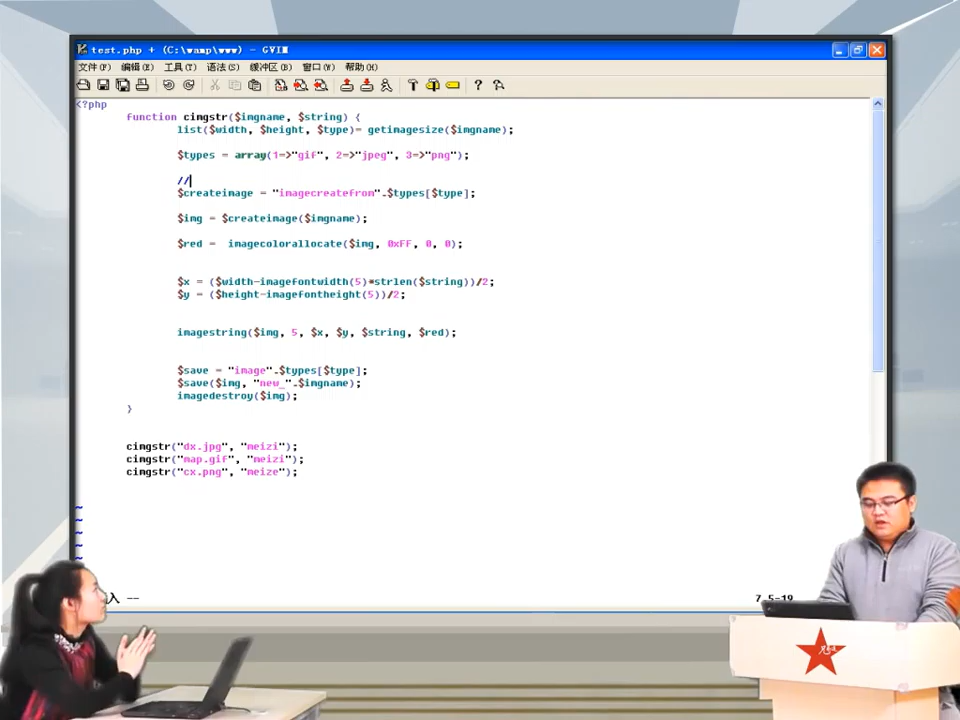 test.php + (C:\wamp\www) - GVIM
文件(F) 编辑(E) 工具(T) 语法(S) 缓冲区(B) 窗口(W) 帮助(H)
<?php
function cimgstr($imgname, $string) {
list($width, $height, $type)= getimagesize($imgname);
$types = array(1=>"gif", 2=>"jpeg", 3=>"png");
//
$createimage = "imagecreatefrom".$types[$type];
$img = $createimage($imgname);
$red =  imagecolorallocate($img, 0xFF, 0, 0);
$x = ($width-imagefontwidth(5)*strlen($string))/2;
$y = ($height-imagefontheight(5))/2;
imagestring($img, 5, $x, $y, $string, $red);
$save = "image".$types[$type];
$save($img, "new_".$imgname);
imagedestroy($img);
}
cimgstr("dx.jpg", "meizi");
cimgstr("map.gif", "meizi");
cimgstr("cx.png", "meize");
~
~
~
~
~
入 --
7,5-19